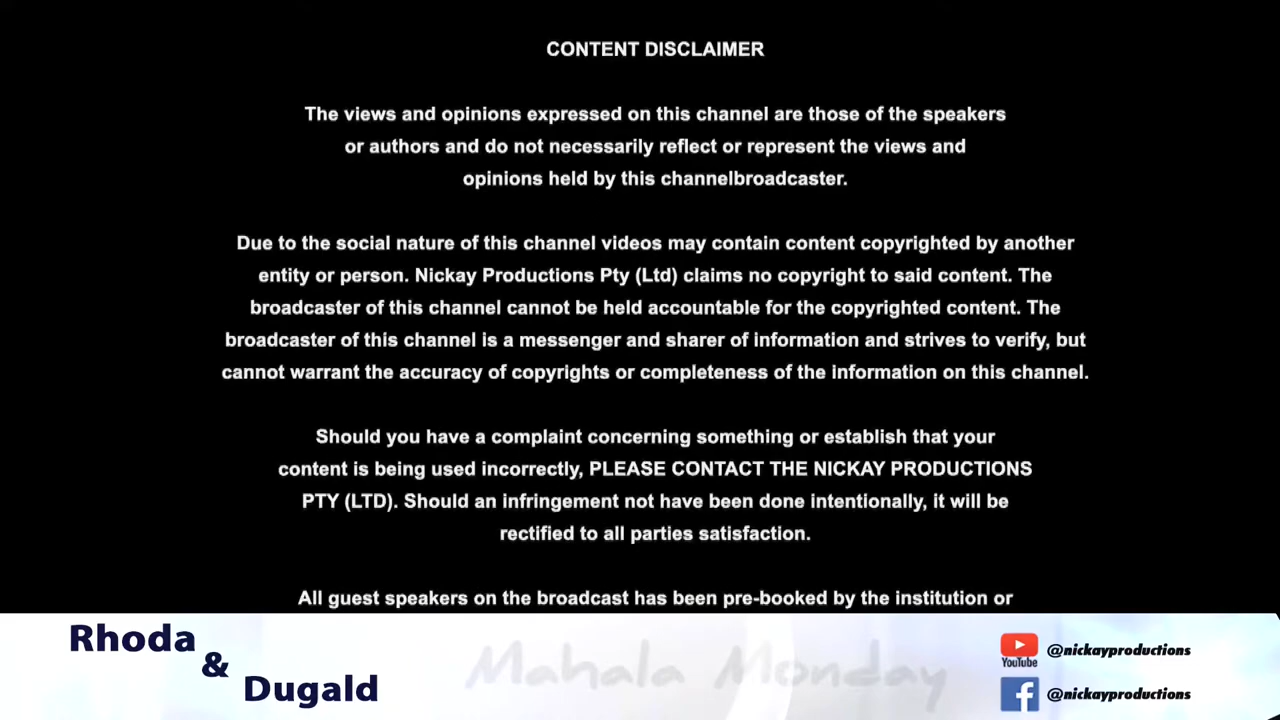 CONTENT DISCLAIMER
The views and opinions expressed on this channel are those of the speakers
or authors and do not necessarily reflect or represent the views and
opinions held by this channelbroadcaster.
Due to the social nature of this channel videos may contain content copyrighted by another
entity or person. Nickay Productions Pty (Ltd) claims no copyright to said content. The
broadcaster of this channel cannot be held accountable for the copyrighted content. The
broadcaster of this channel is a messenger and sharer of information and strives to verify, but
cannot warrant the accuracy of copyrights or completeness of the information on this channel.
Should you have a complaint concerning something or establish that your
content is being used incorrectly, PLEASE CONTACT THE NICKAY PRODUCTIONS
PTY (LTD). Should an infringement not have been done intentionally, it will be
rectified to all parties satisfaction.
All guest speakers on the broadcast has been pre-booked by the institution or
Rhoda
&
Dugald
Mahala Monday
YouTube
@nickayproductions
@nickayproductions